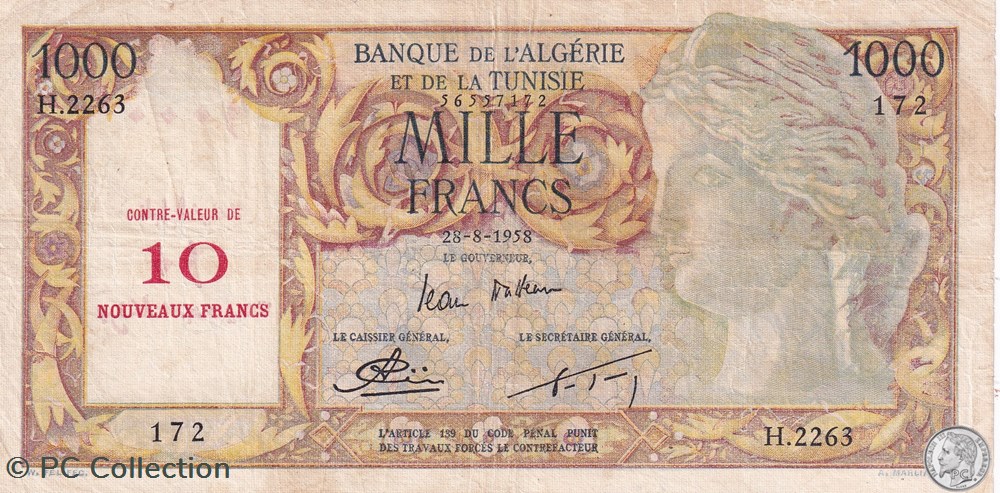 1000
BANQUE DE L'ALGÉRIE
1000
ET DE LA TUNISIE
H.2263
56557172
172
MILLE
FRANCS
28-8-1958
LE GOUVERNEUR,
CONTRE-VALEUR DE
10
NOUVEAUX FRANCS
LE CAISSIER GÉNÉRAL,
LE SECRÉTAIRE GÉNÉRAL,
172
L'ARTICLE 139 DU CODE PÉNAL PUNIT
DES TRAVAUX FORCÉS LE CONTREFACTEUR
H.2263
© PC Collection